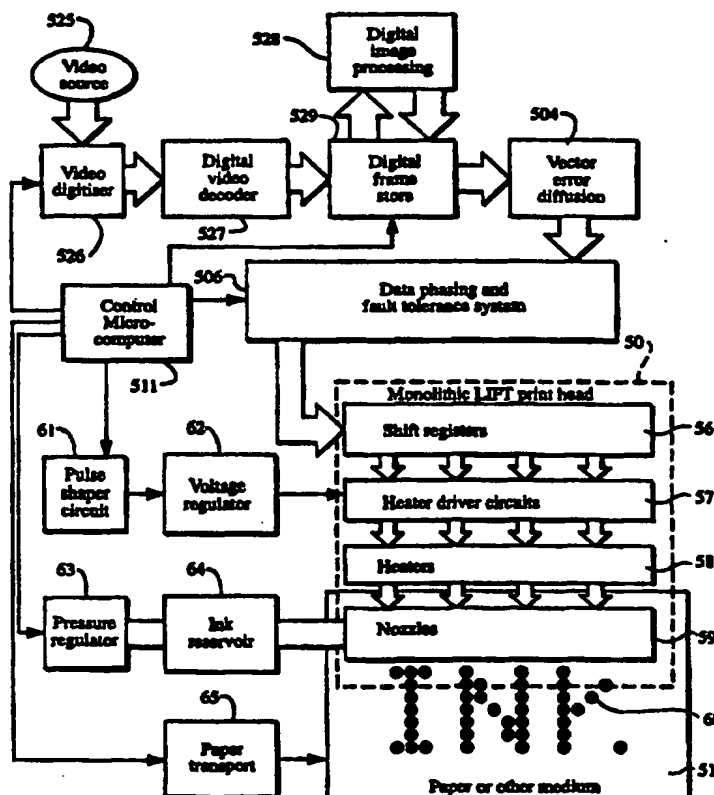 525
Video
source
528
Digital
image
processing
529
504
Video
digitiser
Digital
video
decoder
Digital
frame
store
Vector
error
diffusion
526
527
506
Control
Micro-
computer
511
Data phasing and
fault tolerance system
50
Monolithic LIFT print head
Shift registers
56
61
62
Pulse
shaper
circuit
Voltage
regulator
Heater driver circuits
57
Heaters
58
63
64
Pressure
regulator
Ink
reservoir
Nozzles
59
INK
65
Paper
transport
51
Paper or other medium